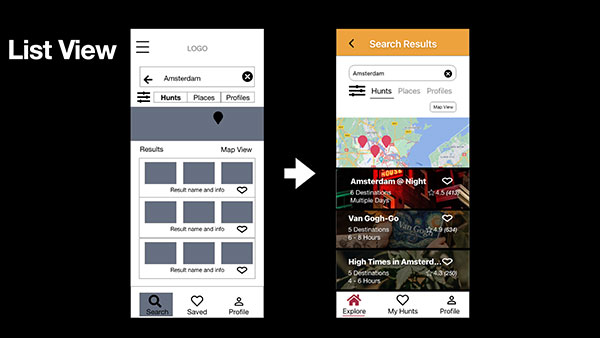 List View
LOGO
Amsterdam
Hunts Places Profiles
Results Map View
Result name and info
Result name and info
Result name and info
Search Saved Profile
Search Results
Amsterdam
Hunts Places Profiles
Map View
HOUSE
Amsterdam @ Night
6 Destinations 4.5 (413)
Multiple Days
Van Gogh-Go
5 Destinations 4.9 (634)
6 - 8 Hours
High Times in Amsterd...
5 Destinations 4.3 (250)
4 - 6 Hours
Explore My Hunts Profile